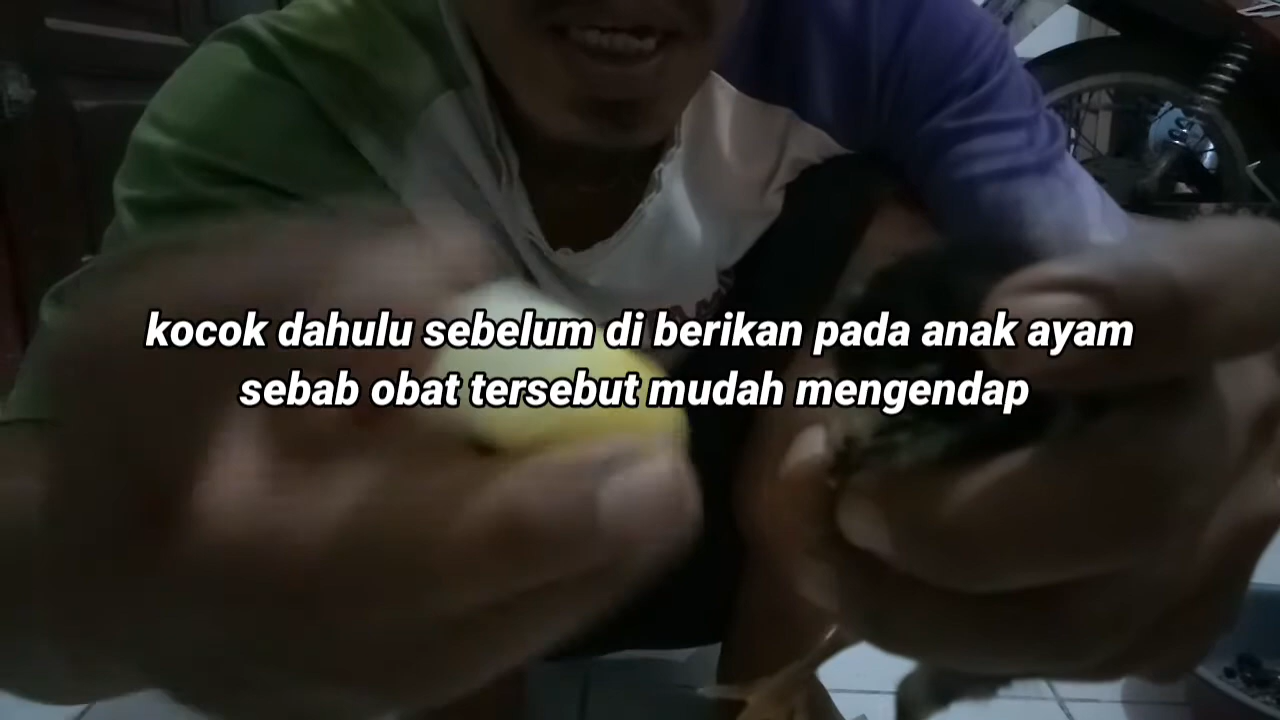 kocok dahulu sebelum di berikan pada anak ayam
sebab obat tersebut mudah mengendap